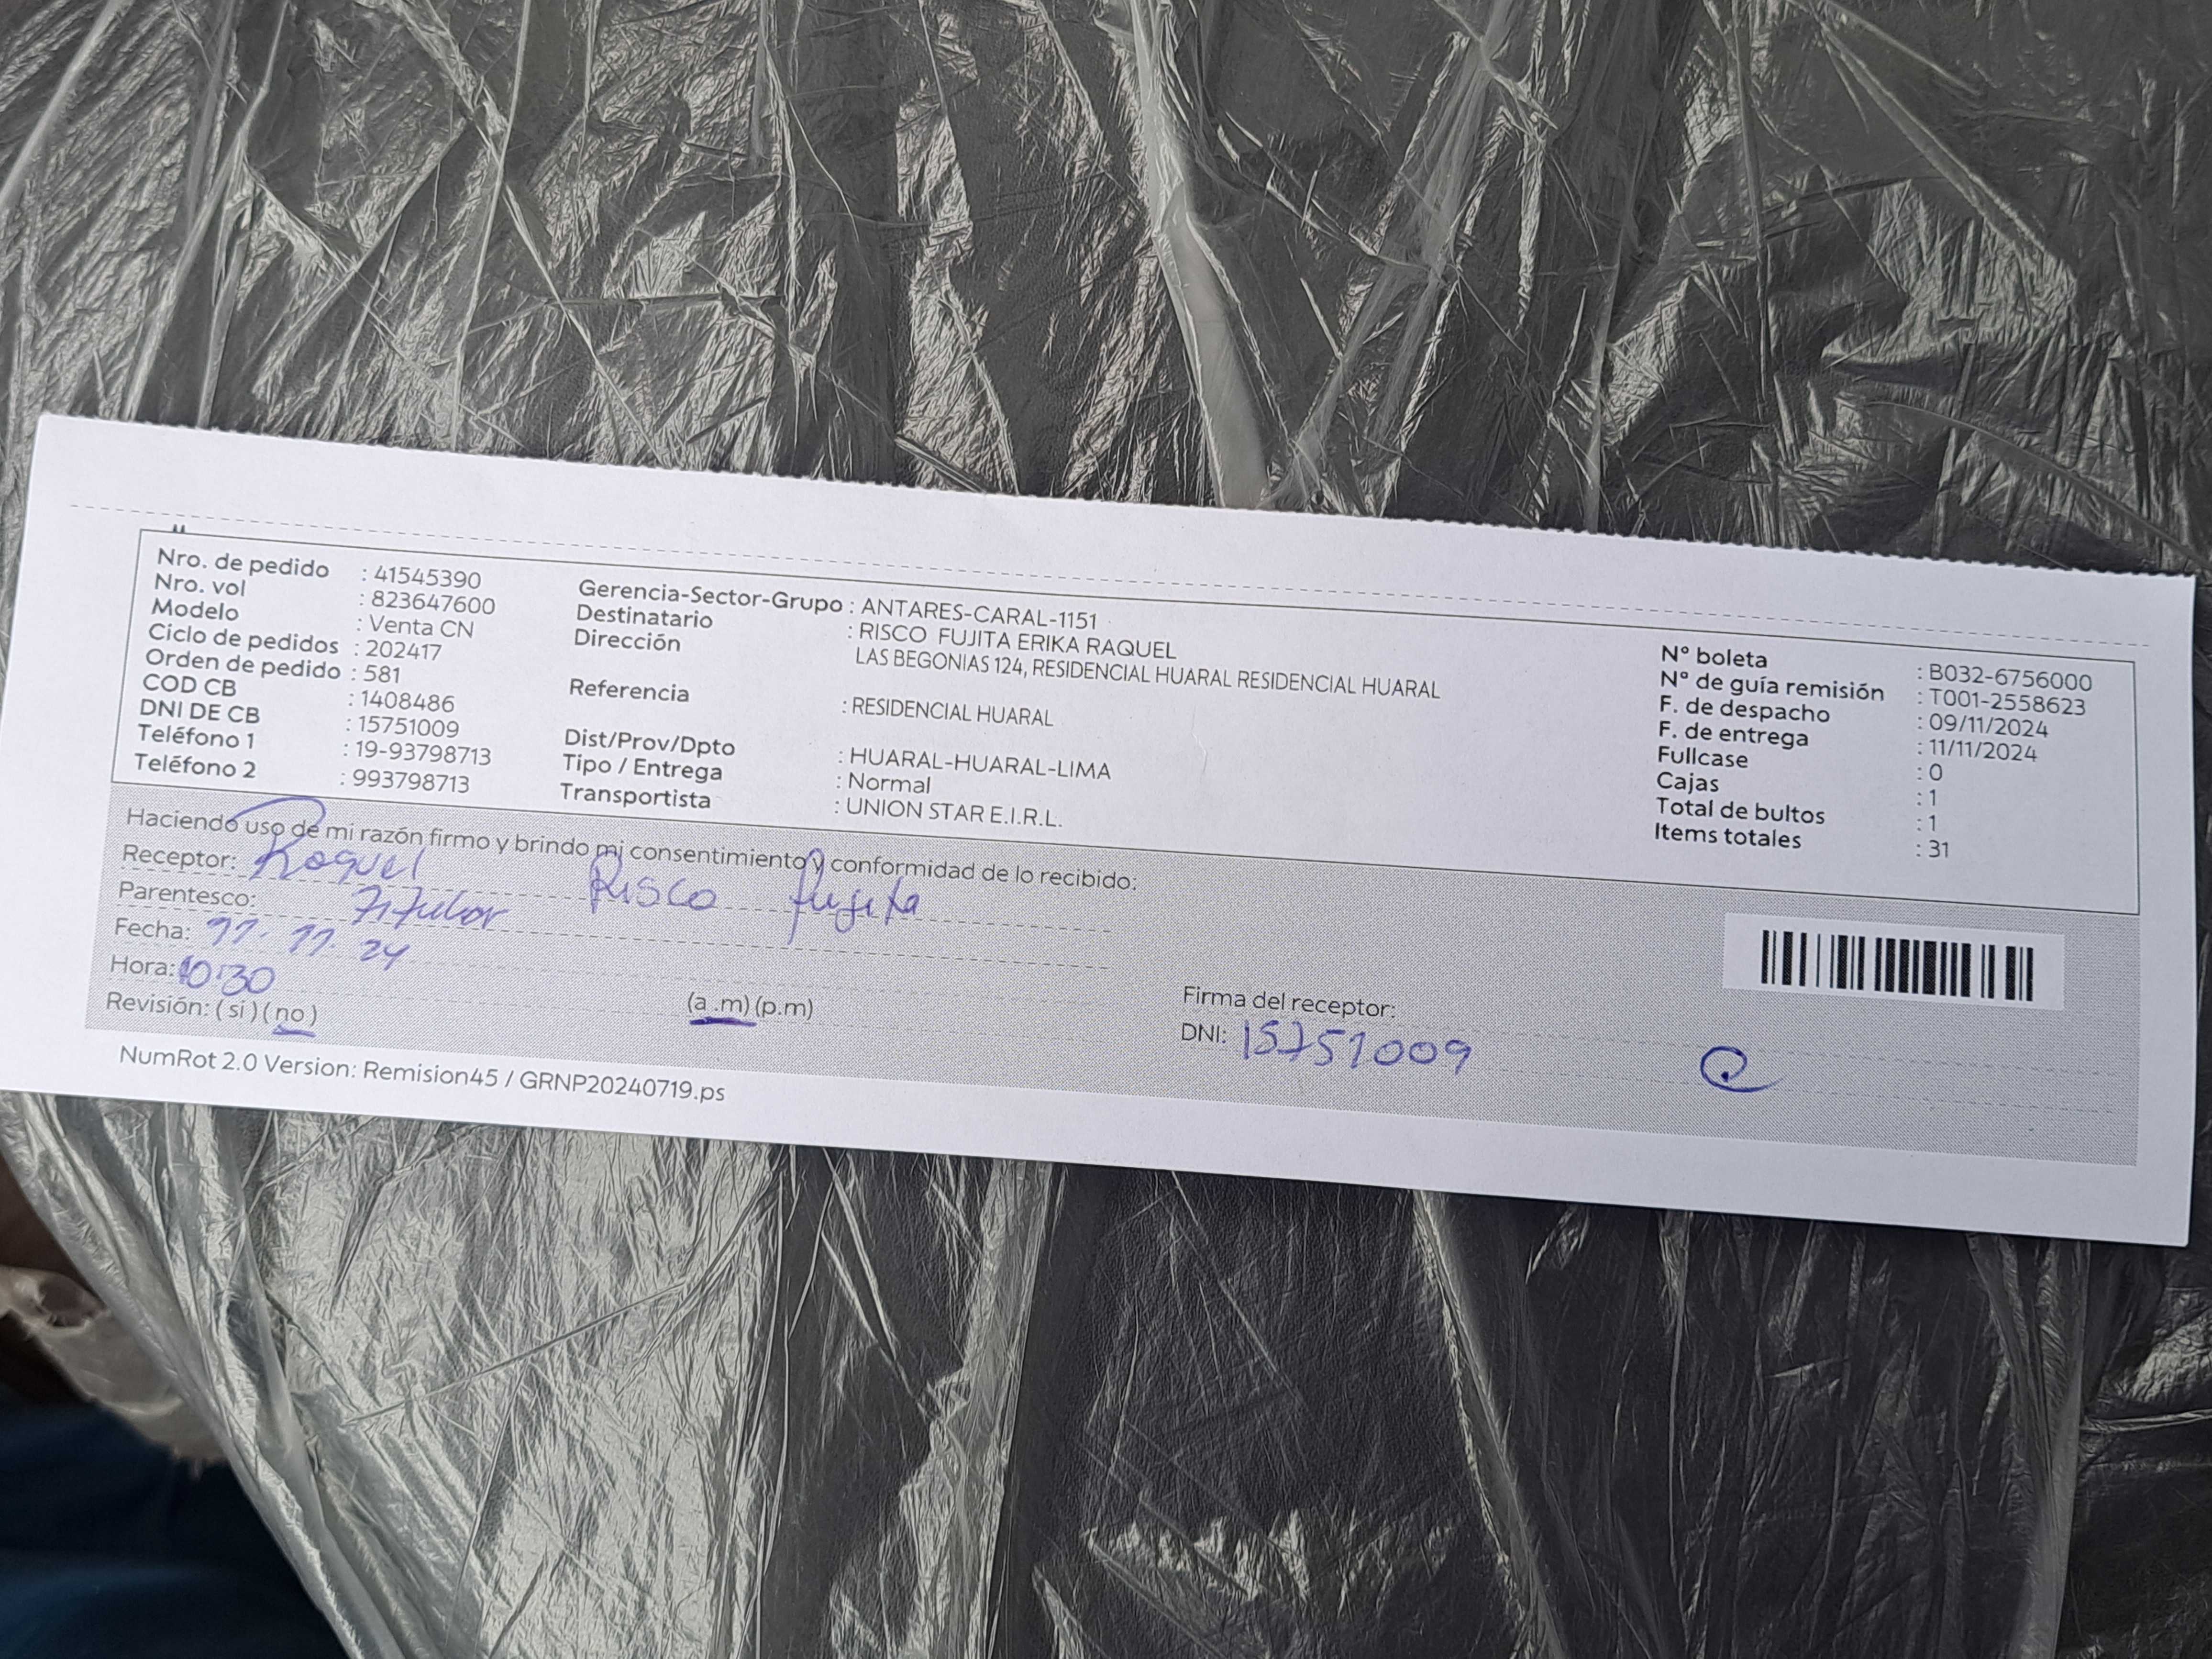 Nro. de pedido : 41545390
Nro. vol : 823647600
Modelo : Venta CN
Ciclo de pedidos : 202417
Orden de pedido : 581
COD CB : 1408486
DNI DE CB : 15751009
Teléfono 1 : 19-93798713
Teléfono 2 : 993798713
Gerencia-Sector-Grupo : ANTARES-CARAL-1151
Destinatario : RISCO FUJITA ERIKA RAQUEL
Dirección LAS BEGONIAS 124, RESIDENCIAL HUARAL RESIDENCIAL HUARAL
Referencia : RESIDENCIAL HUARAL
Dist/Prov/Dpto : HUARAL-HUARAL-LIMA
Tipo / Entrega : Normal
Transportista : UNION STAR E.I.R.L.
N° boleta : B032-6756000
N° de guía remisión : T001-2558623
F. de despacho : 09/11/2024
F. de entrega : 11/11/2024
Fullcase : 0
Cajas : 1
Total de bultos : 1
Items totales : 31
Haciendo uso de mi razón firmo y brindo mi consentimiento y conformidad de lo recibido:
Receptor: Raquel Risco Fujita
Parentesco: Titular
Fecha: 11. 11. 24
Hora: 10:30 (a .m) (p.m)
Revisión: ( si ) ( no )
Firma del receptor:
DNI: 15751009
NumRot 2.0 Version: Remision45 / GRNP20240719.ps